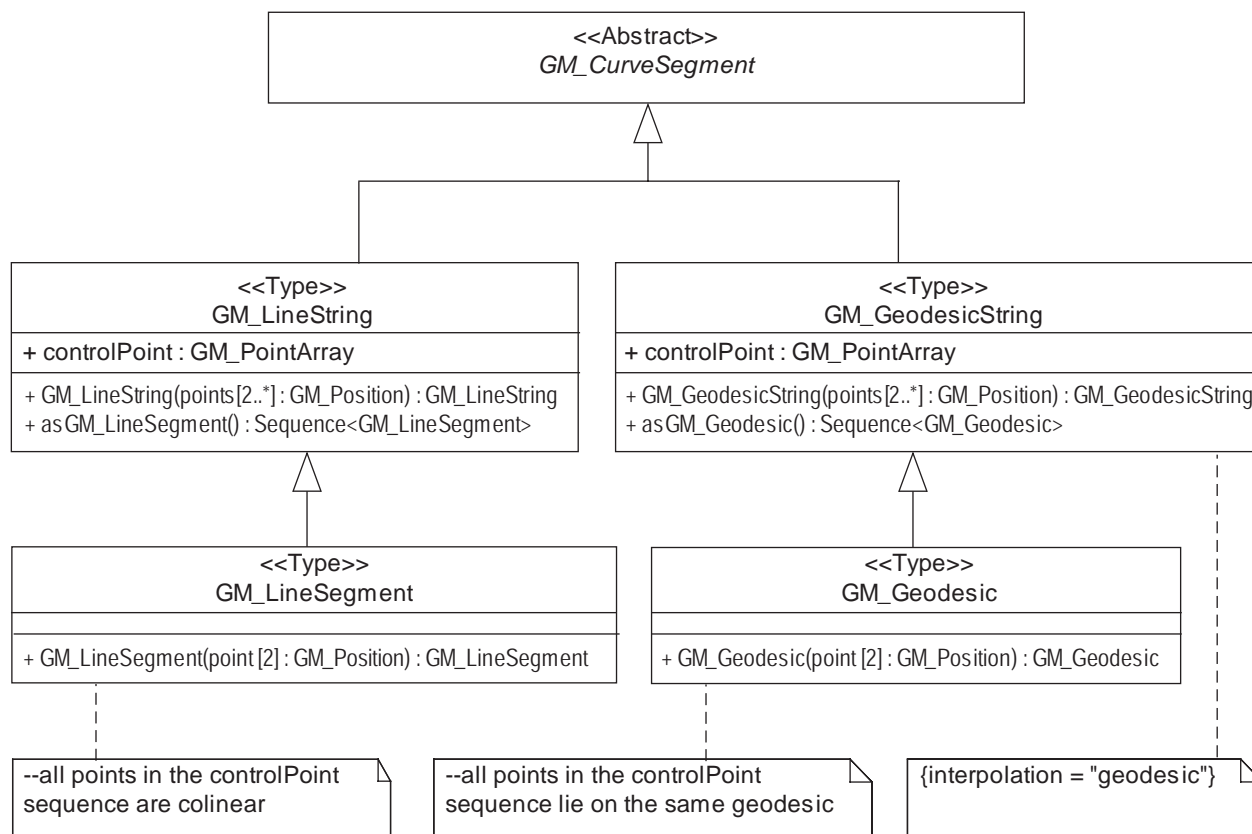 <<Abstract>>
GM_CurveSegment
<<Type>>
GM_LineString
+ controlPoint : GM_PointArray
+ GM_LineString(points[2..*] : GM_Position) : GM_LineString
+ asGM_LineSegment() : Sequence<GM_LineSegment>
<<Type>>
GM_GeodesicString
+ controlPoint : GM_PointArray
+ GM_GeodesicString(points[2..*] : GM_Position) : GM_GeodesicString
+ asGM_Geodesic() : Sequence<GM_Geodesic>
<<Type>>
GM_LineSegment
+ GM_LineSegment(point [2] : GM_Position) : GM_LineSegment
<<Type>>
GM_Geodesic
+ GM_Geodesic(point [2] : GM_Position) : GM_Geodesic
--all points in the controlPoint
sequence are colinear
--all points in the controlPoint
sequence lie on the same geodesic
{interpolation = "geodesic"}